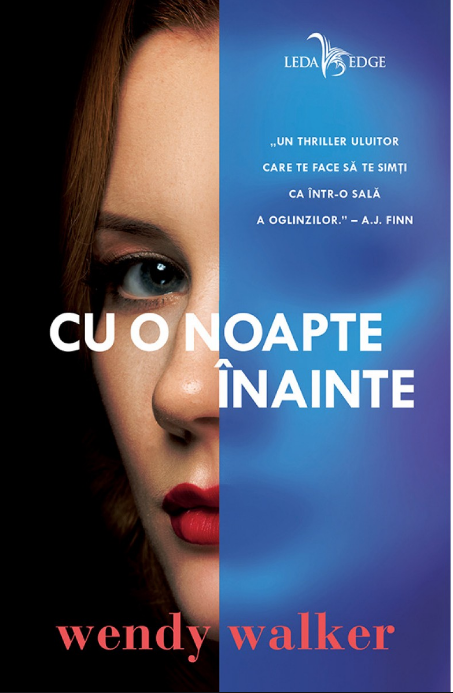 LEDA EDGE
„UN THRILLER ULUITOR
CARE TE FACE SĂ TE SIMȚI
CA ÎNTR-O SALĂ
A OGLINZILOR.” – A.J. FINN
CU O NOAPTE
ÎNAINTE
wendy walker